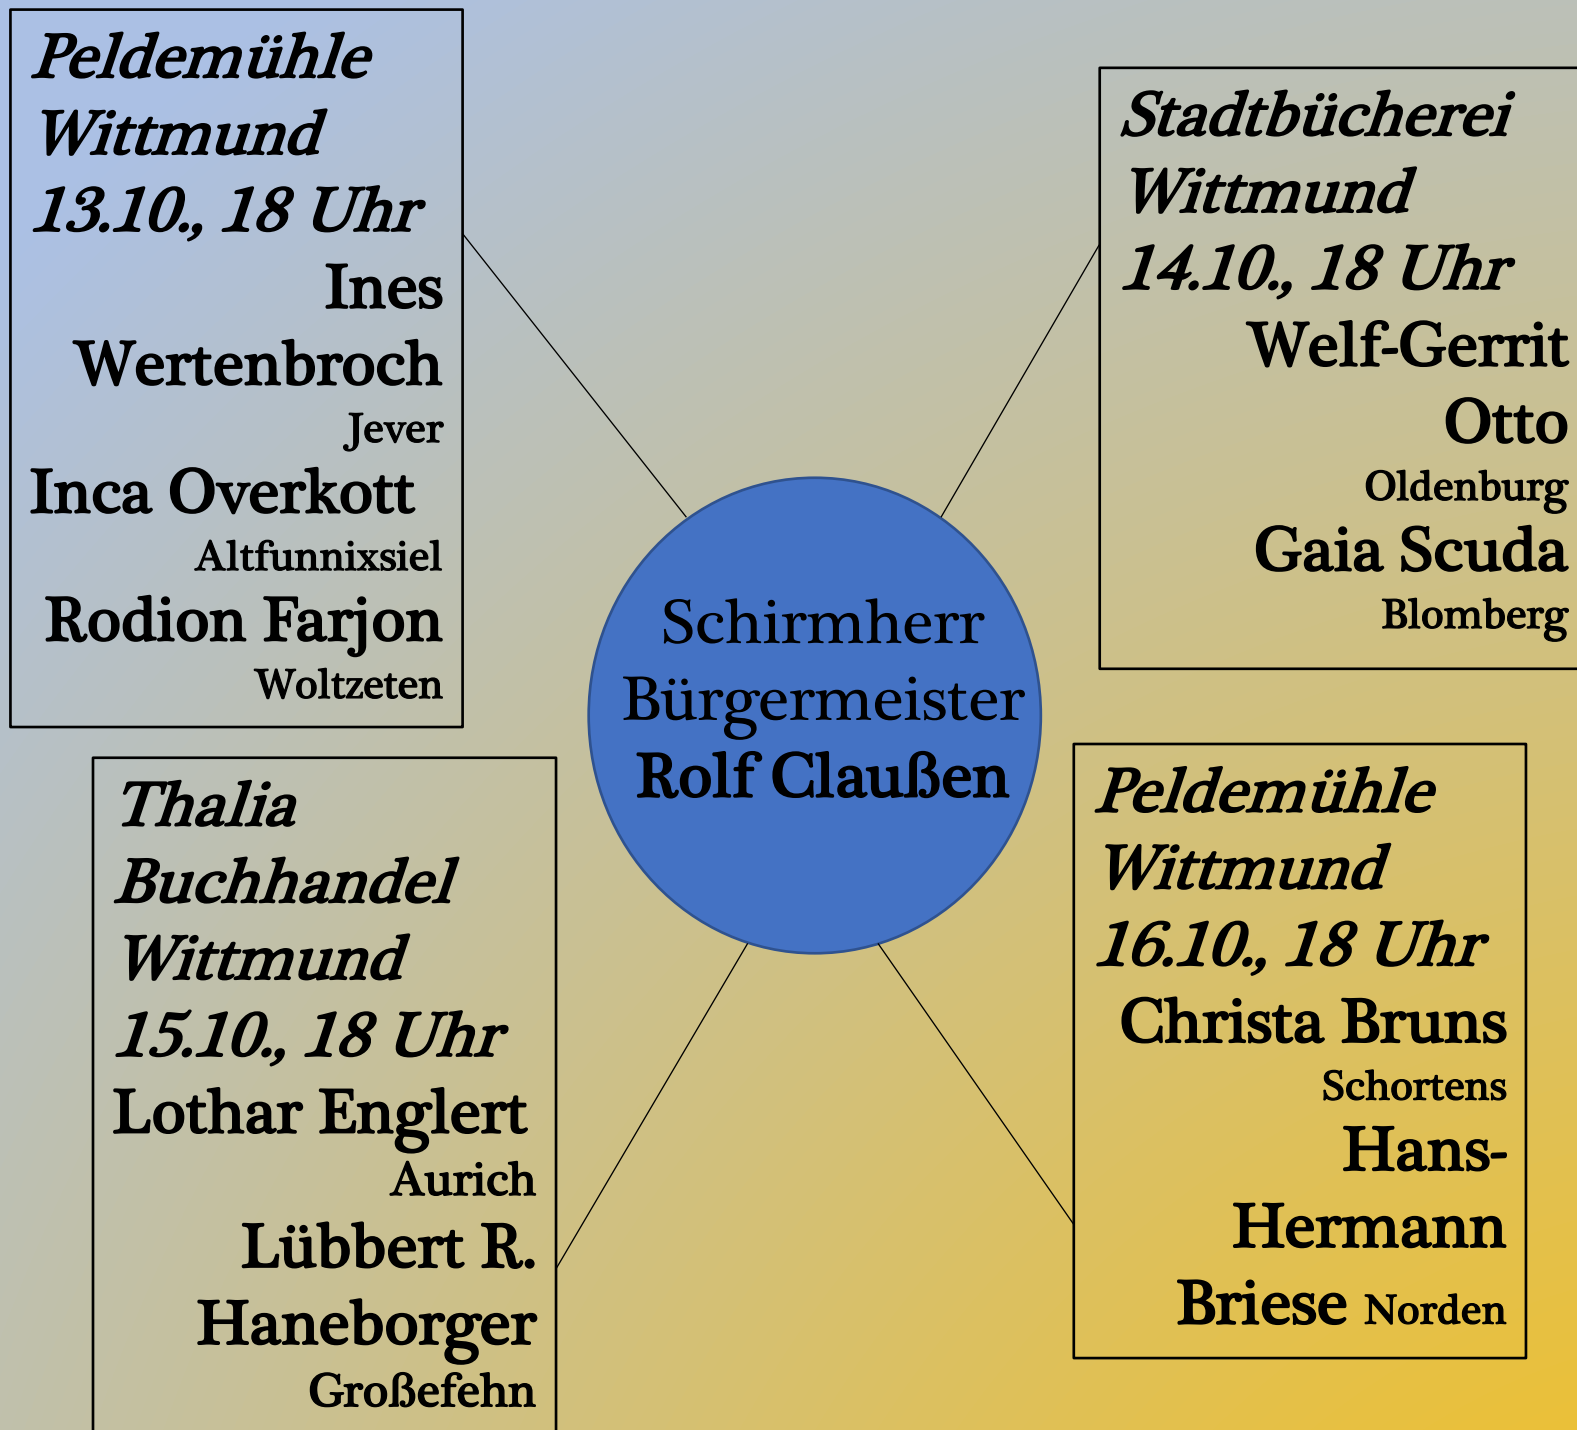 Peldemühle
Wittmund
13.10., 18 Uhr
Ines
Wertenbroch
Jever
Inca Overkott
Altfunnixsiel
Rodion Farjon
Woltzeten
Stadtbücherei
Wittmund
14.10., 18 Uhr
Welf-Gerrit
Otto
Oldenburg
Gaia Scuda
Blomberg
Schirmherr
Bürgermeister
Rolf Claußen
Thalia
Buchhandel
Wittmund
15.10., 18 Uhr
Lothar Englert
Aurich
Lübbert R.
Haneborger
Großefehn
Peldemühle
Wittmund
16.10., 18 Uhr
Christa Bruns
Schortens
Hans-
Hermann
Briese Norden